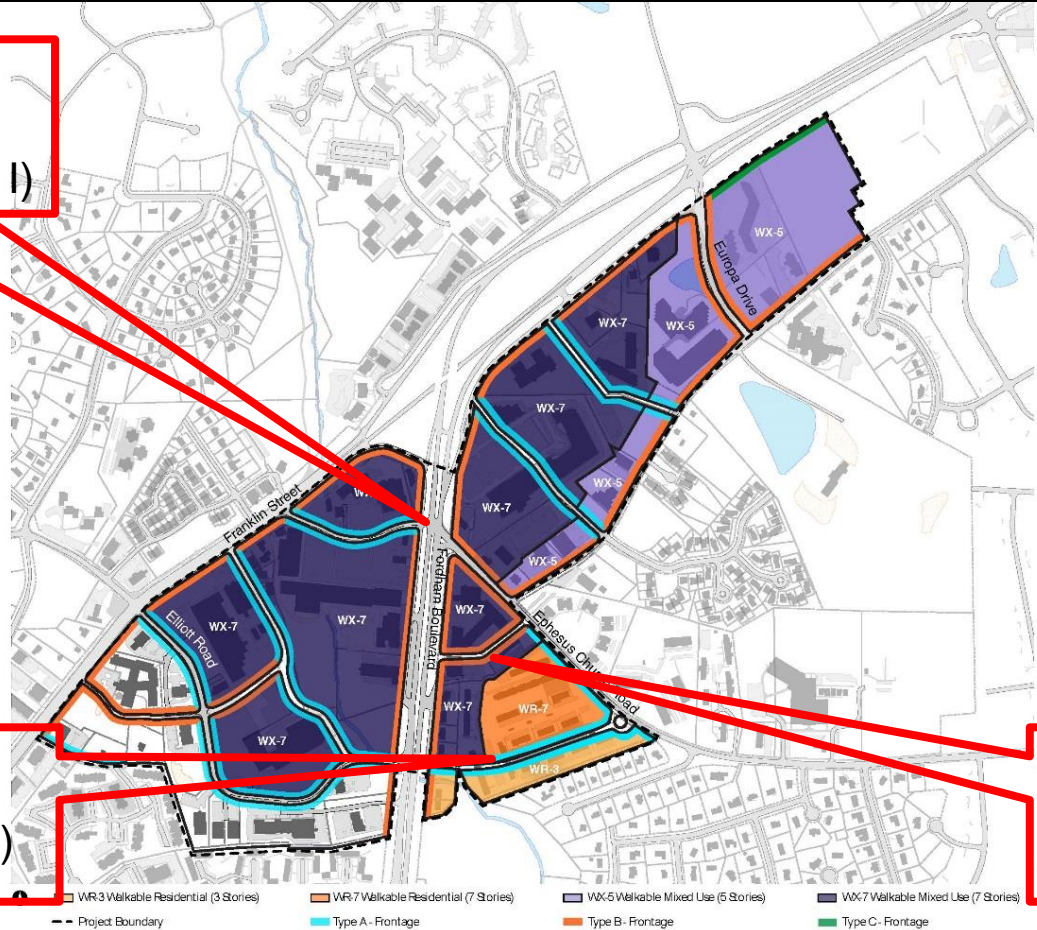 l)
WX-5
Europa Drive
WX-7
WX-5
WX-7
WX-5
WX-7
WX-5
Franklin Street
WX-7
Elliott Road
WX-7
Fordham Boulevard
WX-7
Ephesus Church Road
WX-7
WR-7
WX-7
WR-3
)
WR-3 Walkable Residential (3 Stories) WR-7 Walkable Residential (7 Stories) WX-5 Walkable Mixed Use (5 Stories) WX-7 Walkable Mixed Use (7 Stories)
Project Boundary Type A - Frontage Type B - Frontage Type C - Frontage